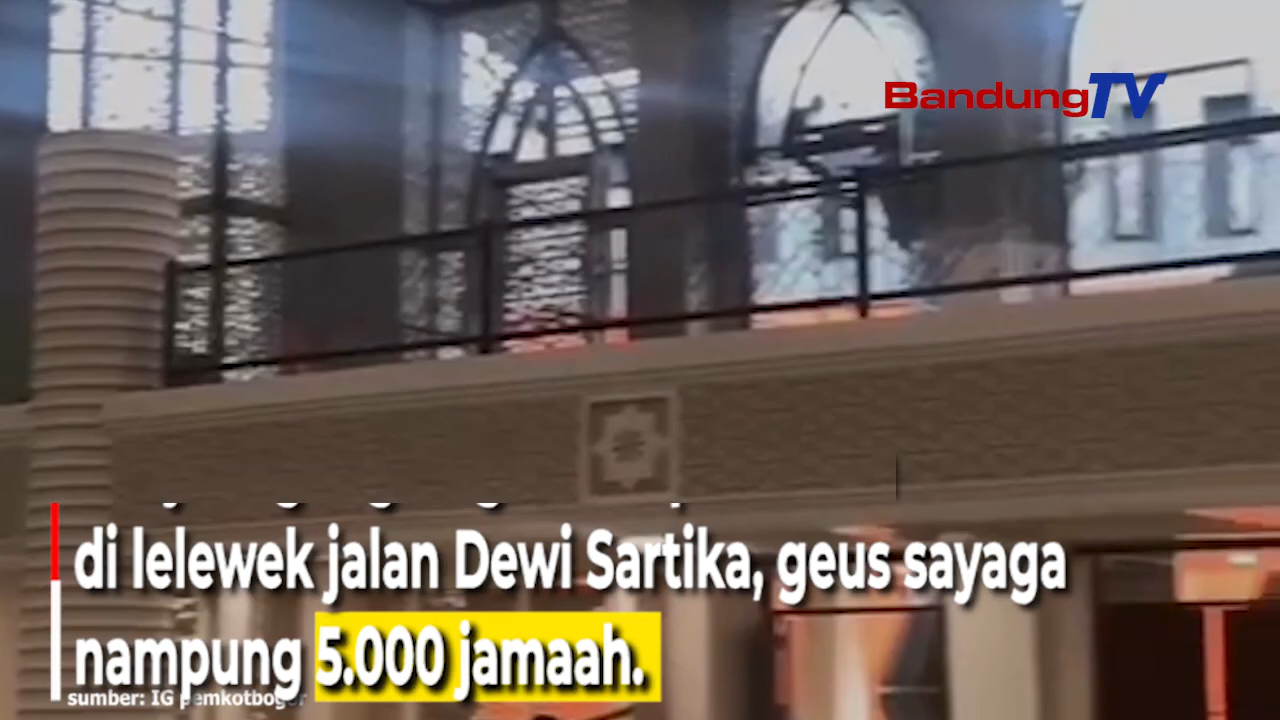 BandungTV
di lelewek jalan Dewi Sartika, geus sayaga
nampung 5.000 jamaah.
sumber: IG pemkotbogor